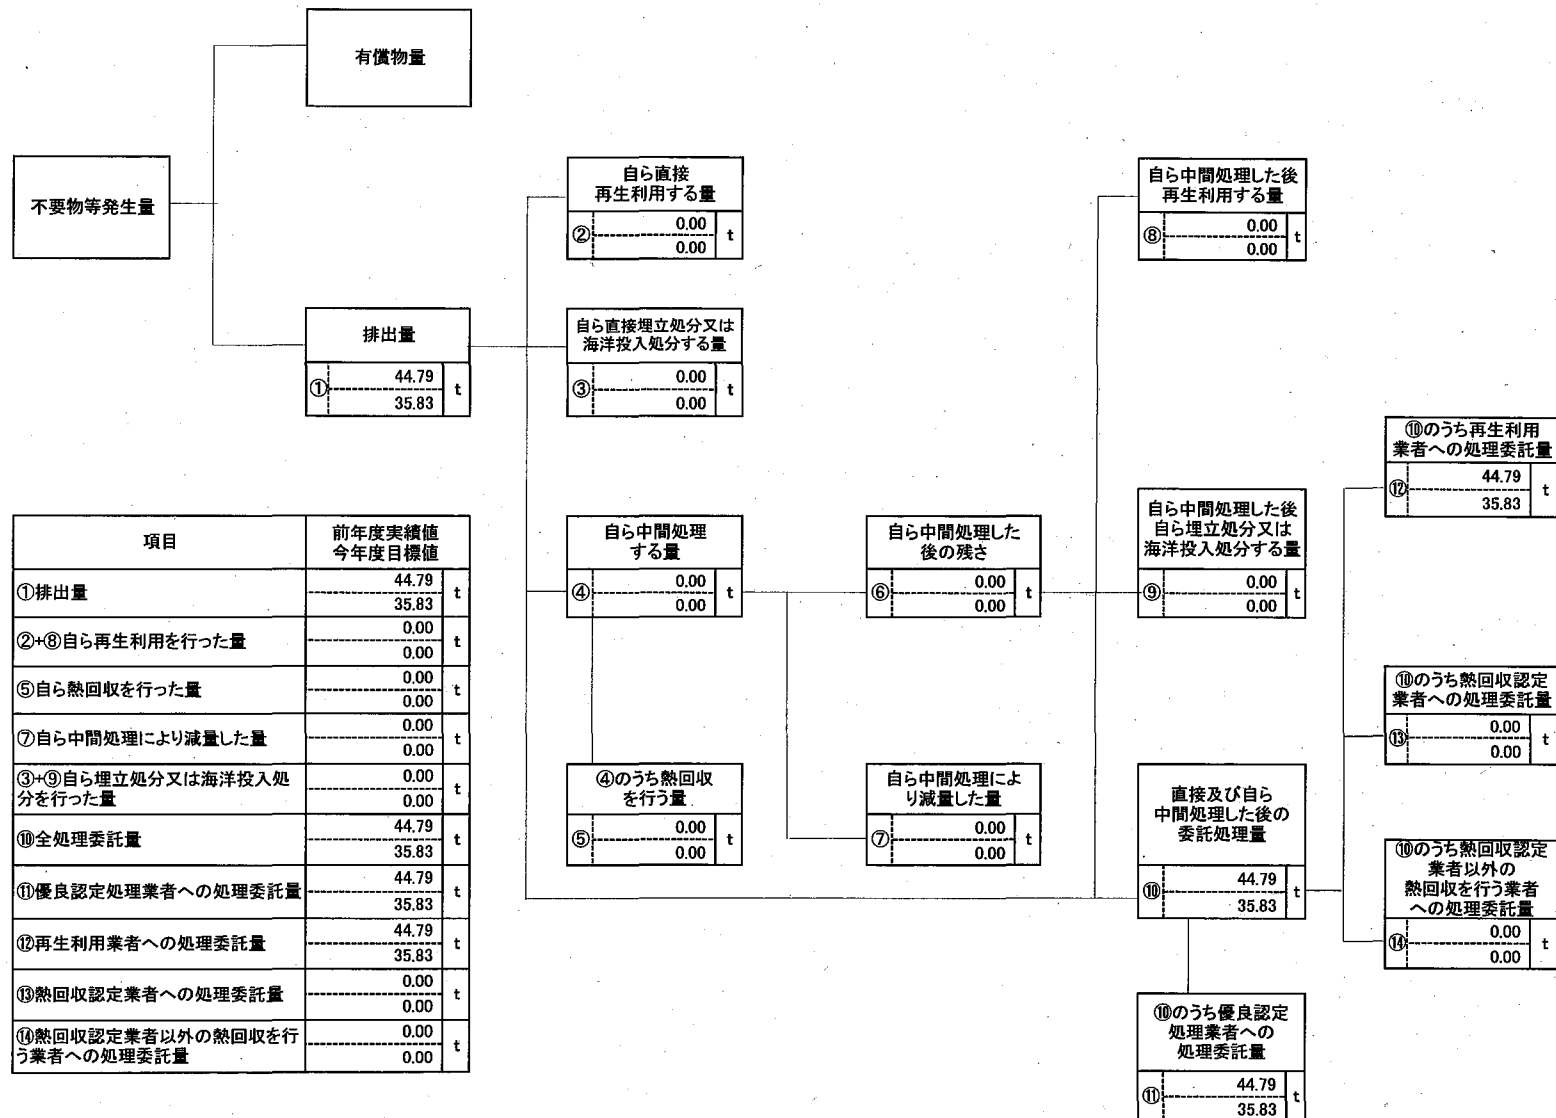 有償物量
不要物等発生量
排出量
①
44.79
35.83
t
自ら直接
再生利用する量
②
0.00
0.00
t
自ら直接埋立処分又は
海洋投入処分する量
③
0.00
0.00
t
自ら中間処理
する量
④
0.00
0.00
t
④のうち熱回収
を行う量
⑤
0.00
0.00
t
自ら中間処理した
後の残さ
⑥
0.00
0.00
t
自ら中間処理によ
り減量した量
⑦
0.00
0.00
t
自ら中間処理した後
再生利用する量
⑧
0.00
0.00
t
自ら中間処理した後
自ら埋立処分又は
海洋投入処分する量
⑨
0.00
0.00
t
直接及び自ら
中間処理した後の
委託処理量
⑩
44.79
35.83
t
⑩のうち優良認定
処理業者への
処理委託量
⑪
44.79
35.83
t
⑩のうち再生利用
業者への処理委託量
⑫
44.79
35.83
t
⑩のうち熱回収認定
業者への処理委託量
⑬
0.00
0.00
t
⑩のうち熱回収認定
業者以外の
熱回収を行う業者
への処理委託量
⑭
0.00
0.00
t
項目
前年度実績値
今年度目標値
①排出量
44.79
35.83
t
②+⑧自ら再生利用を行った量
0.00
0.00
t
⑤自ら熱回収を行った量
0.00
0.00
t
⑦自ら中間処理により減量した量
0.00
0.00
t
③+⑨自ら埋立処分又は海洋投入処
分を行った量
0.00
0.00
t
⑩全処理委託量
44.79
35.83
t
⑪優良認定処理業者への処理委託量
44.79
35.83
t
⑫再生利用業者への処理委託量
44.79
35.83
t
⑬熱回収認定業者への処理委託量
0.00
0.00
t
⑭熱回収認定業者以外の熱回収を行
う業者への処理委託量
0.00
0.00
t